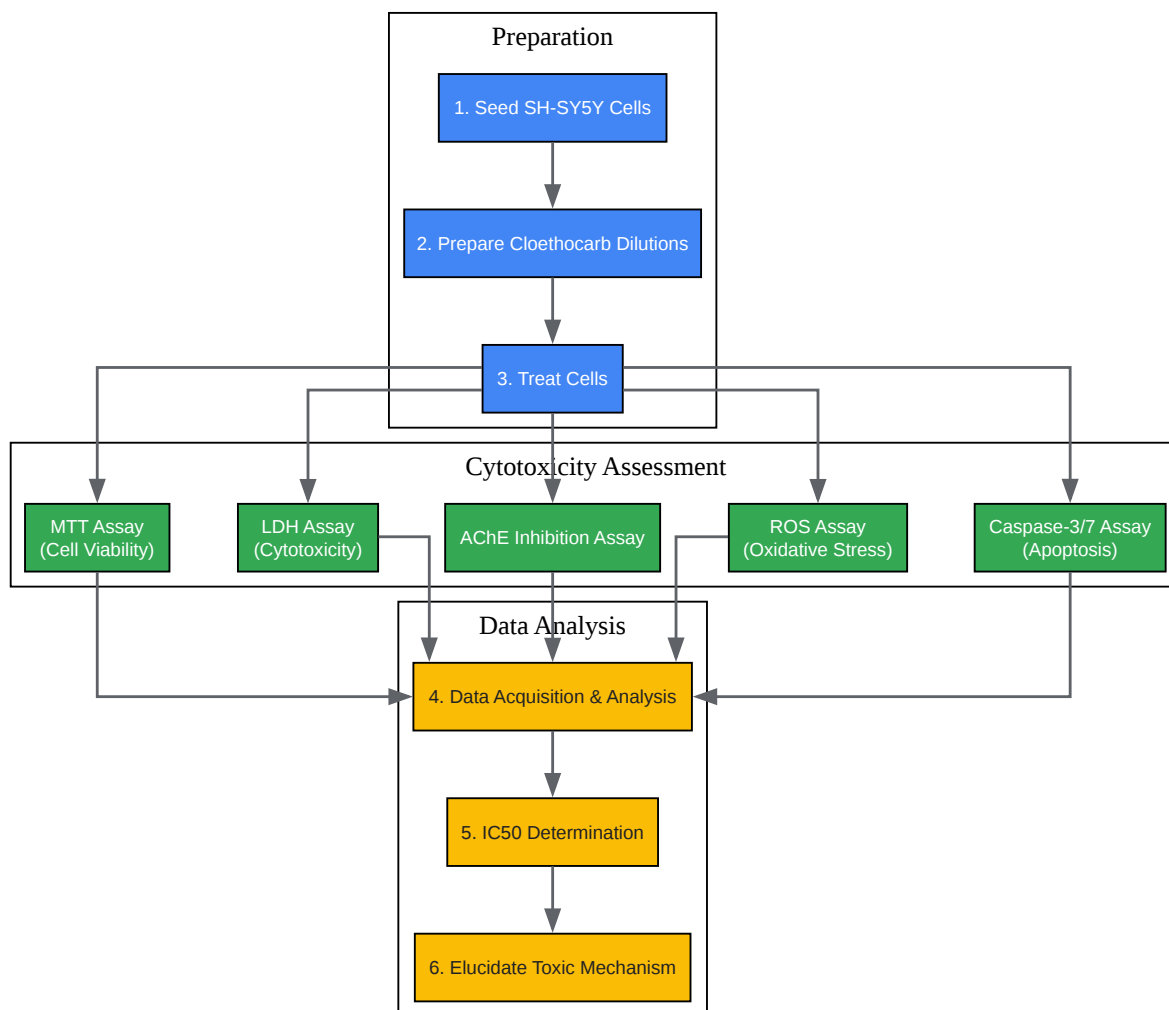 Preparation
1. Seed SH-SY5Y Cells
2. Prepare Cloethocarb Dilutions
3. Treat Cells
Cytotoxicity Assessment
MTT Assay
(Cell Viability)
LDH Assay
(Cytotoxicity)
AChE Inhibition Assay
ROS Assay
(Oxidative Stress)
Caspase-3/7 Assay
(Apoptosis)
Data Analysis
4. Data Acquisition & Analysis
5. IC50 Determination
6. Elucidate Toxic Mechanism